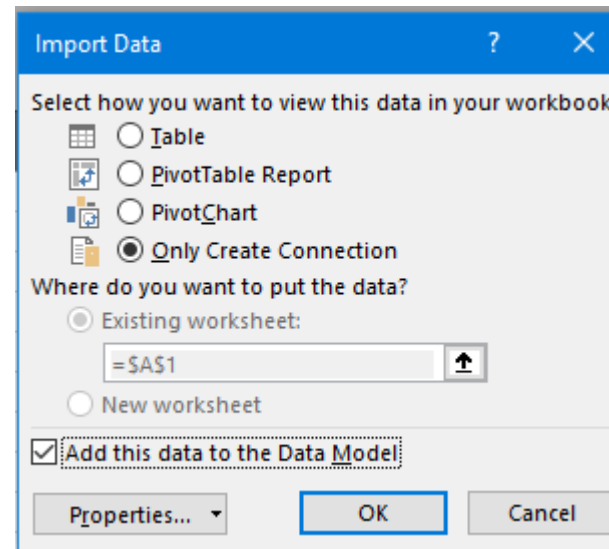 Import Data ?
Select how you want to view this data in your workbook
Table
PivotTable Report
PivotChart
Only Create Connection
Where do you want to put the data?
Existing worksheet:
=$A$1
New worksheet
Add this data to the Data Model
Properties... OK Cancel